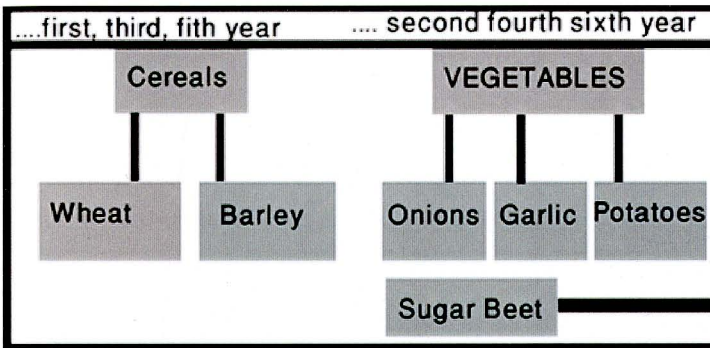 ....first, third, fith year .... second fourth sixth year
Cereals VEGETABLES
Wheat Barley Onions Garlic Potatoes
Sugar Beet